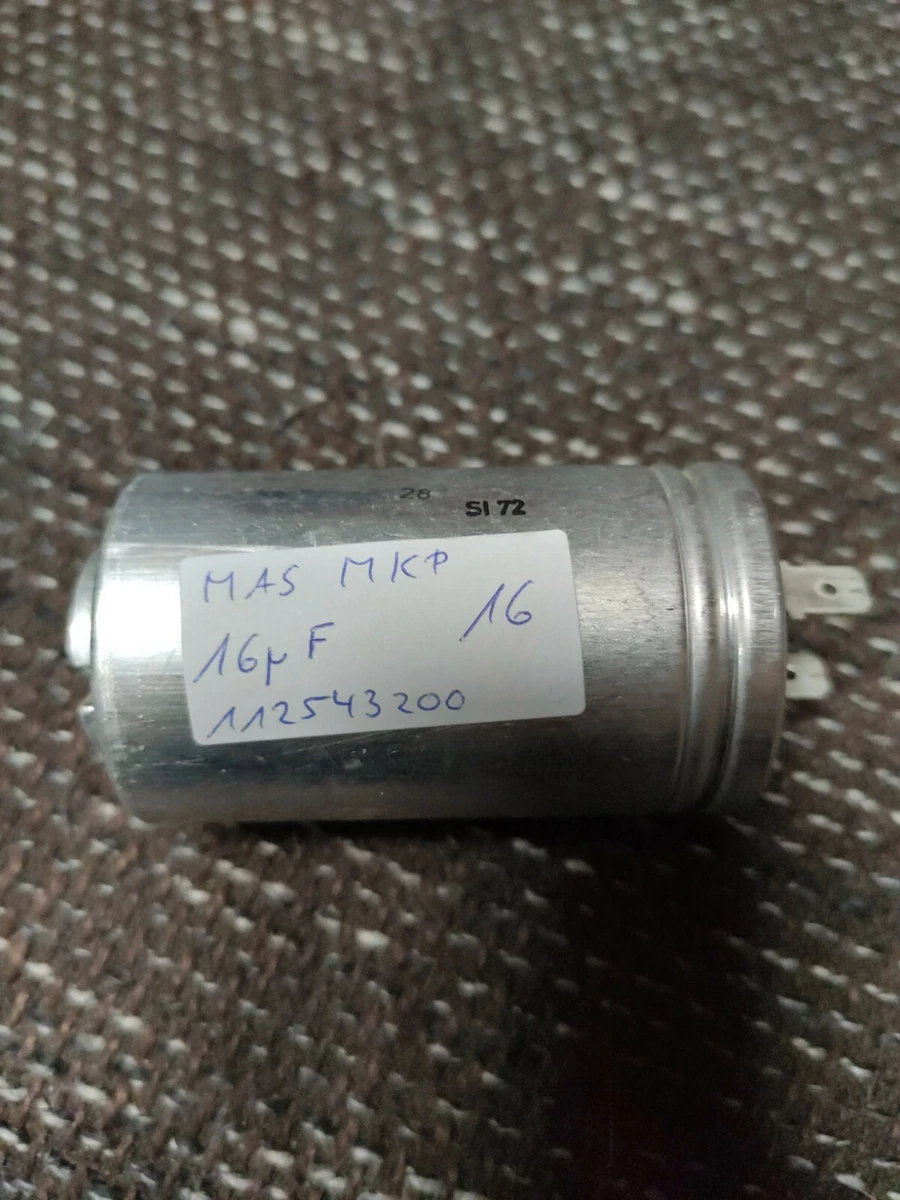 28
SI 72
MAS MKP
16µF 16
112543200